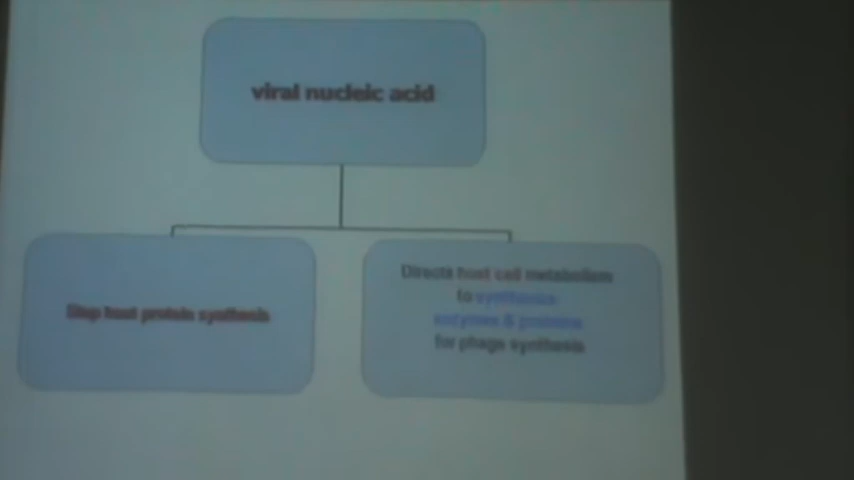 viral nucleic acid
Stop host protein synthesis
Directs host cell metabolism
to synthesize
enzymes & proteins
for phage synthesis